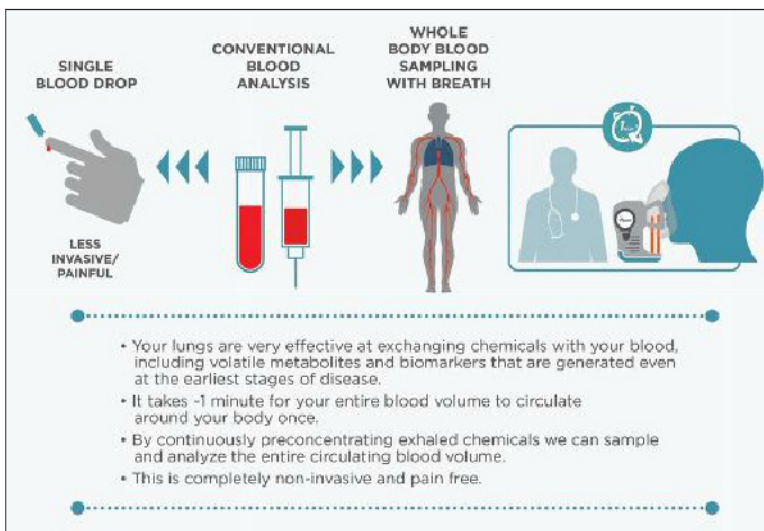 SINGLE
BLOOD DROP
CONVENTIONAL
BLOOD
ANALYSIS
WHOLE
BODY BLOOD
SAMPLING
WITH BREATH
LESS
INVASIVE/
PAINFUL
• Your lungs are very effective at exchanging chemicals with your blood,
including volatile metabolites and biomarkers that are generated even
at the earliest stages of disease.
• It takes ~1 minute for your entire blood volume to circulate
around your body once.
• By continuously preconcentrating exhaled chemicals we can sample
and analyze the entire circulating blood volume.
• This is completely non-invasive and pain free.